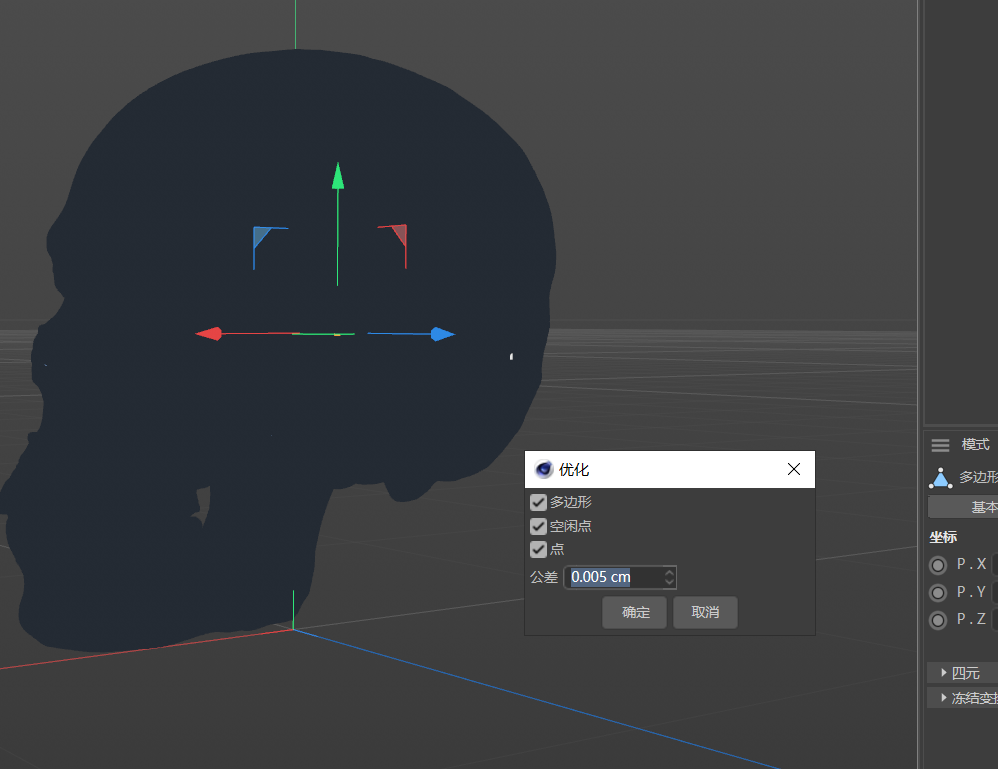 优化
多边形
空闲点
点
公差 0.005 cm
确定 取消
模式
多边形
基本
坐标
P . X
P . Y
P . Z
四元
冻结变